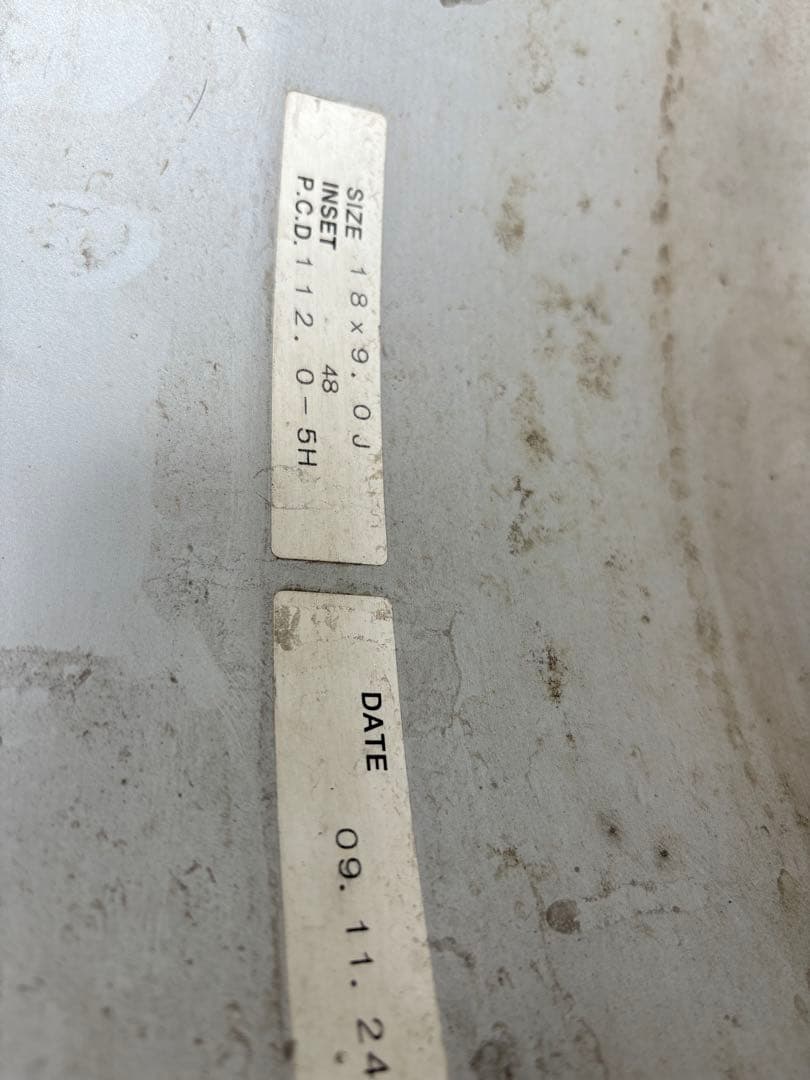 SIZE 18x9.0J
INSET 48
P.C.D. 112.0-5H
DATE 09.11.24